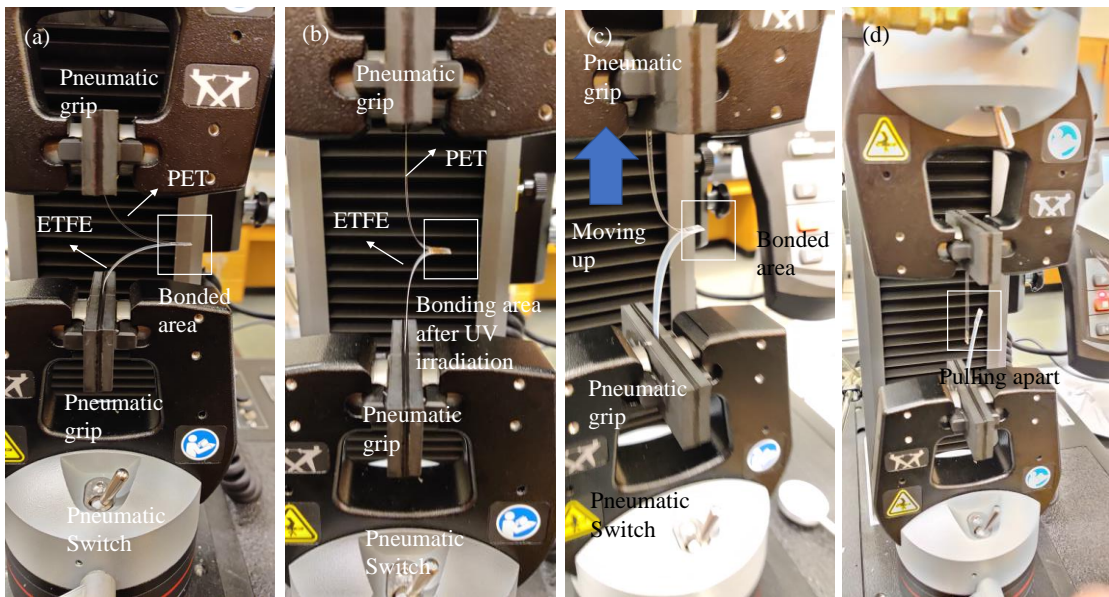 (a)
Pneumatic
grip
PET
ETFE
Bonded
area
Pneumatic
grip
Pneumatic
Switch
(b)
Pneumatic
grip
PET
ETFE
Bonding area
after UV
irradiation
Pneumatic
grip
Pneumatic
Switch
(c)
Pneumatic
grip
Moving
up
Bonded
area
Pneumatic
grip
Pneumatic
Switch
(d)
Pulling apart